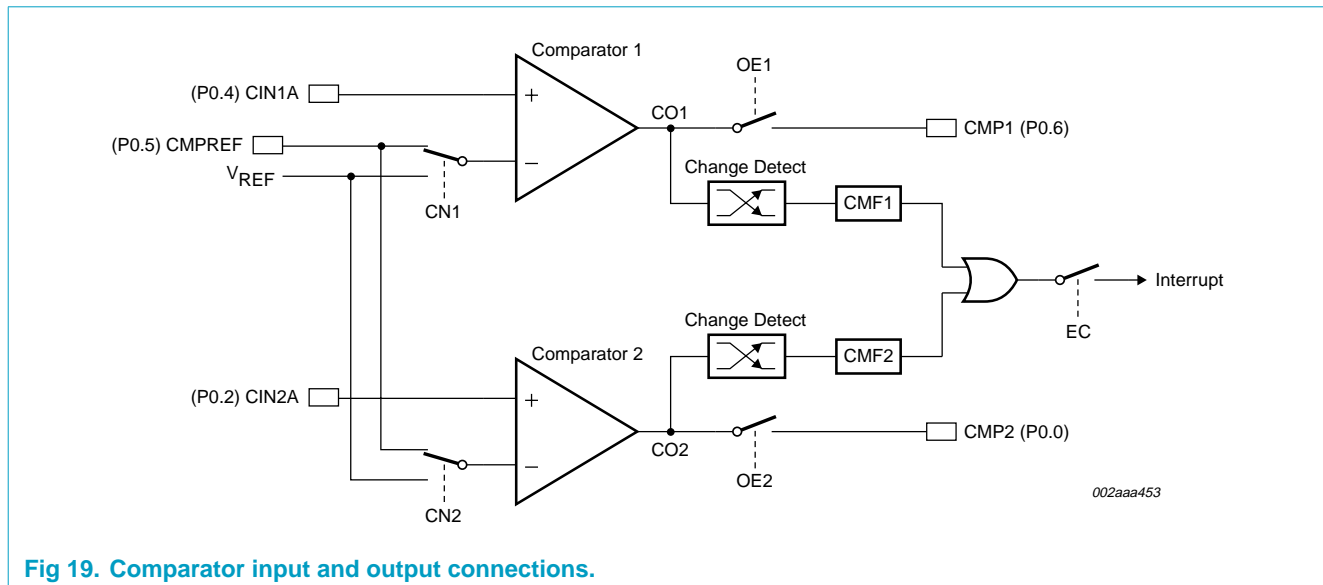 Comparator 1
OE1
(P0.4) CIN1A
+
CO1
CMP1 (P0.6)
(P0.5) CMPREF
−
Change Detect
VREF
CN1
CMF1
Interrupt
EC
Change Detect
Comparator 2
CMF2
(P0.2) CIN2A
+
CMP2 (P0.0)
CO2
−
OE2
CN2
002aaa453
Fig 19. Comparator input and output connections.